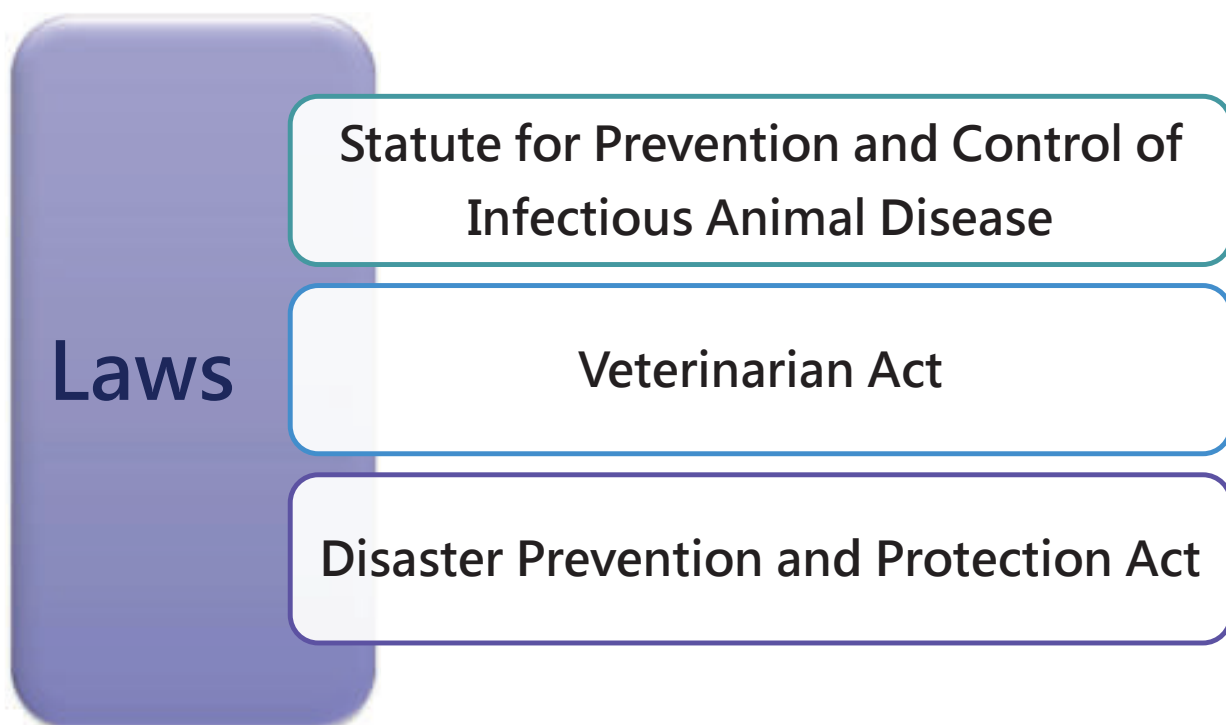 Laws
Statute for Prevention and Control of
Infectious Animal Disease
Veterinarian Act
Disaster Prevention and Protection Act